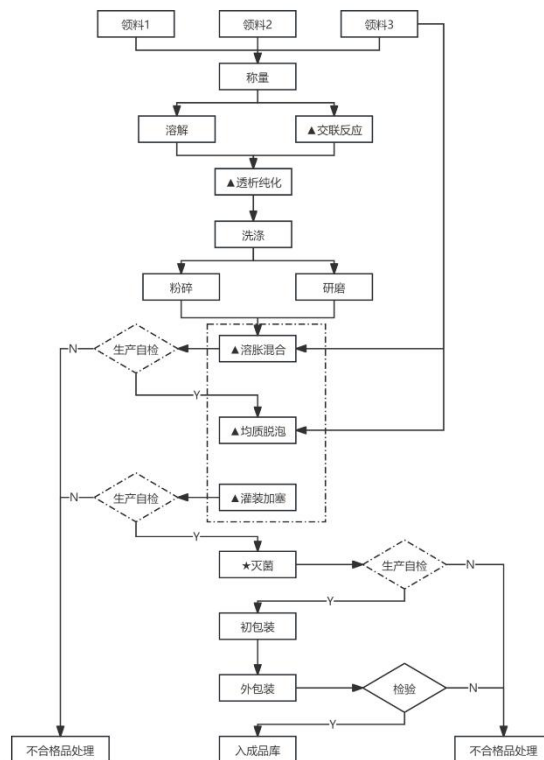 领料1
领料2
领料3
称量
溶解
▲交联反应
▲透析纯化
洗涤
粉碎
研磨
N
生产自检
▲溶胀混合
Y
▲均质脱泡
N
生产自检
▲灌装加塞
Y
★灭菌
生产自检
N
Y
初包装
外包装
检验
N
Y
不合格品处理
入成品库
不合格品处理